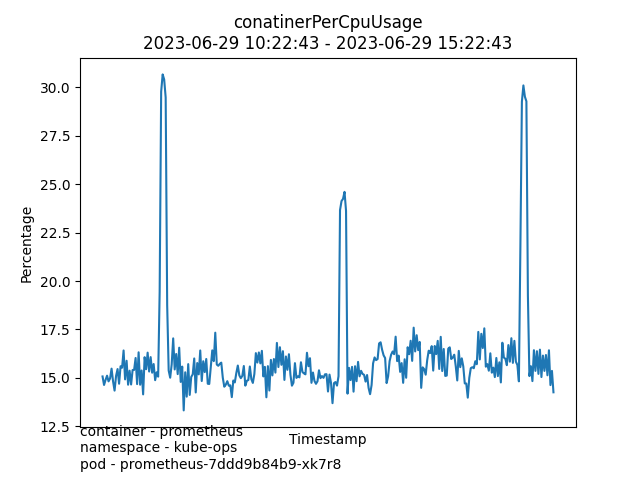 conatinerPerCpuUsage
2023-06-29 10:22:43 - 2023-06-29 15:22:43
30.0
27.5
25.0
22.5
20.0
17.5
15.0
12.5
Percentage
Timestamp
container - prometheus
namespace - kube-ops
pod - prometheus-7ddd9b84b9-xk7r8